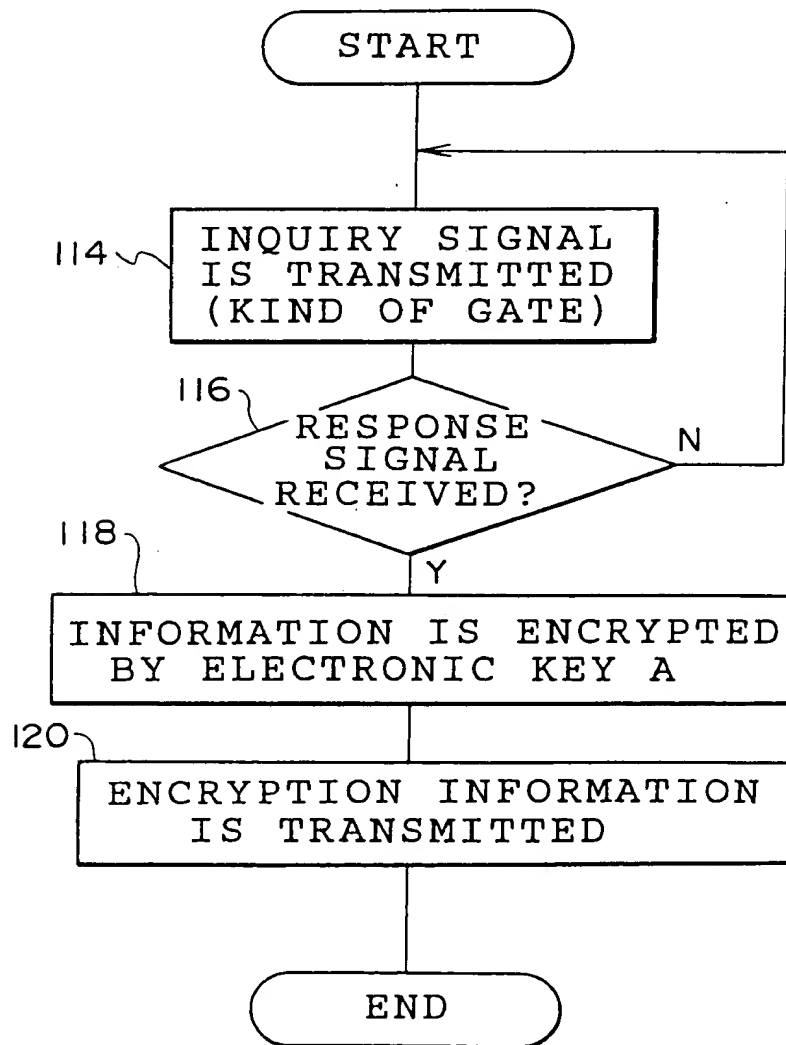 START
114
INQUIRY SIGNAL
IS TRANSMITTED
(KIND OF GATE)
116
RESPONSE
SIGNAL
RECEIVED?
N
Y
118
INFORMATION IS ENCRYPTED
BY ELECTRONIC KEY A
120
ENCRYPTION INFORMATION
IS TRANSMITTED
END